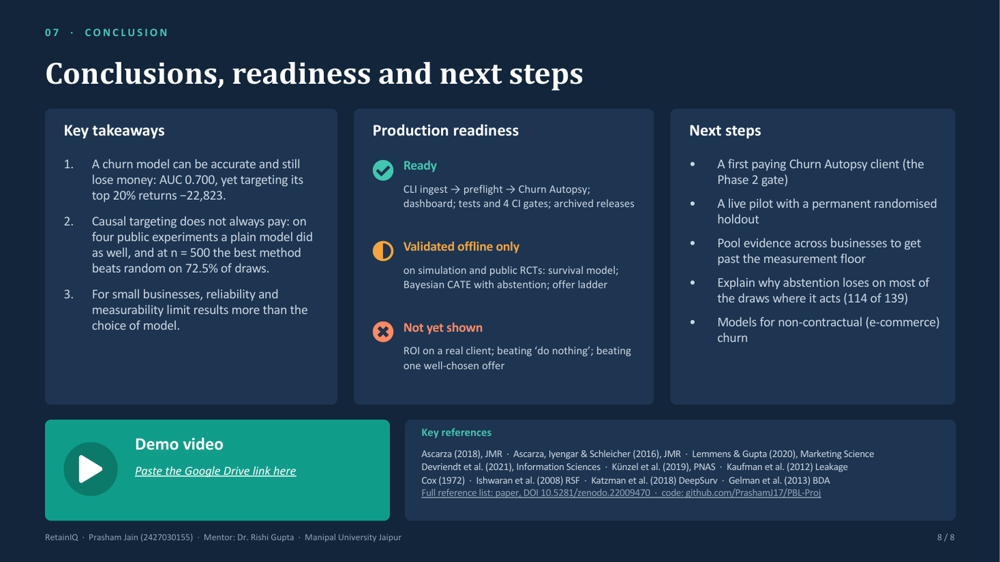 07 · CONCLUSION
Conclusions, readiness and next steps
Key takeaways
1. A churn model can be accurate and still
lose money: AUC 0.700, yet targeting its
top 20% returns −22,823.
2. Causal targeting does not always pay: on
four public experiments a plain model did
as well, and at n = 500 the best method
beats random on 72.5% of draws.
3. For small businesses, reliability and
measurability limit results more than the
choice of model.
Production readiness
Ready
CLI ingest → preflight → Churn Autopsy;
dashboard; tests and 4 CI gates; archived releases
Validated offline only
on simulation and public RCTs: survival model;
Bayesian CATE with abstention; offer ladder
Not yet shown
ROI on a real client; beating ‘do nothing’; beating
one well-chosen offer
Next steps
• A first paying Churn Autopsy client (the
Phase 2 gate)
• A live pilot with a permanent randomised
holdout
• Pool evidence across businesses to get
past the measurement floor
• Explain why abstention loses on most of
the draws where it acts (114 of 139)
• Models for non-contractual (e-commerce)
churn
Demo video
Paste the Google Drive link here
Key references
Ascarza (2018), JMR · Ascarza, Iyengar & Schleicher (2016), JMR · Lemmens & Gupta (2020), Marketing Science
Devriendt et al. (2021), Information Sciences · Künzel et al. (2019), PNAS · Kaufman et al. (2012) Leakage
Cox (1972) · Ishwaran et al. (2008) RSF · Katzman et al. (2018) DeepSurv · Gelman et al. (2013) BDA
Full reference list: paper, DOI 10.5281/zenodo.22009470 · code: github.com/PrashamJ17/PBL-Proj
RetainIQ · Prasham Jain (2427030155) · Mentor: Dr. Rishi Gupta · Manipal University Jaipur
8 / 8